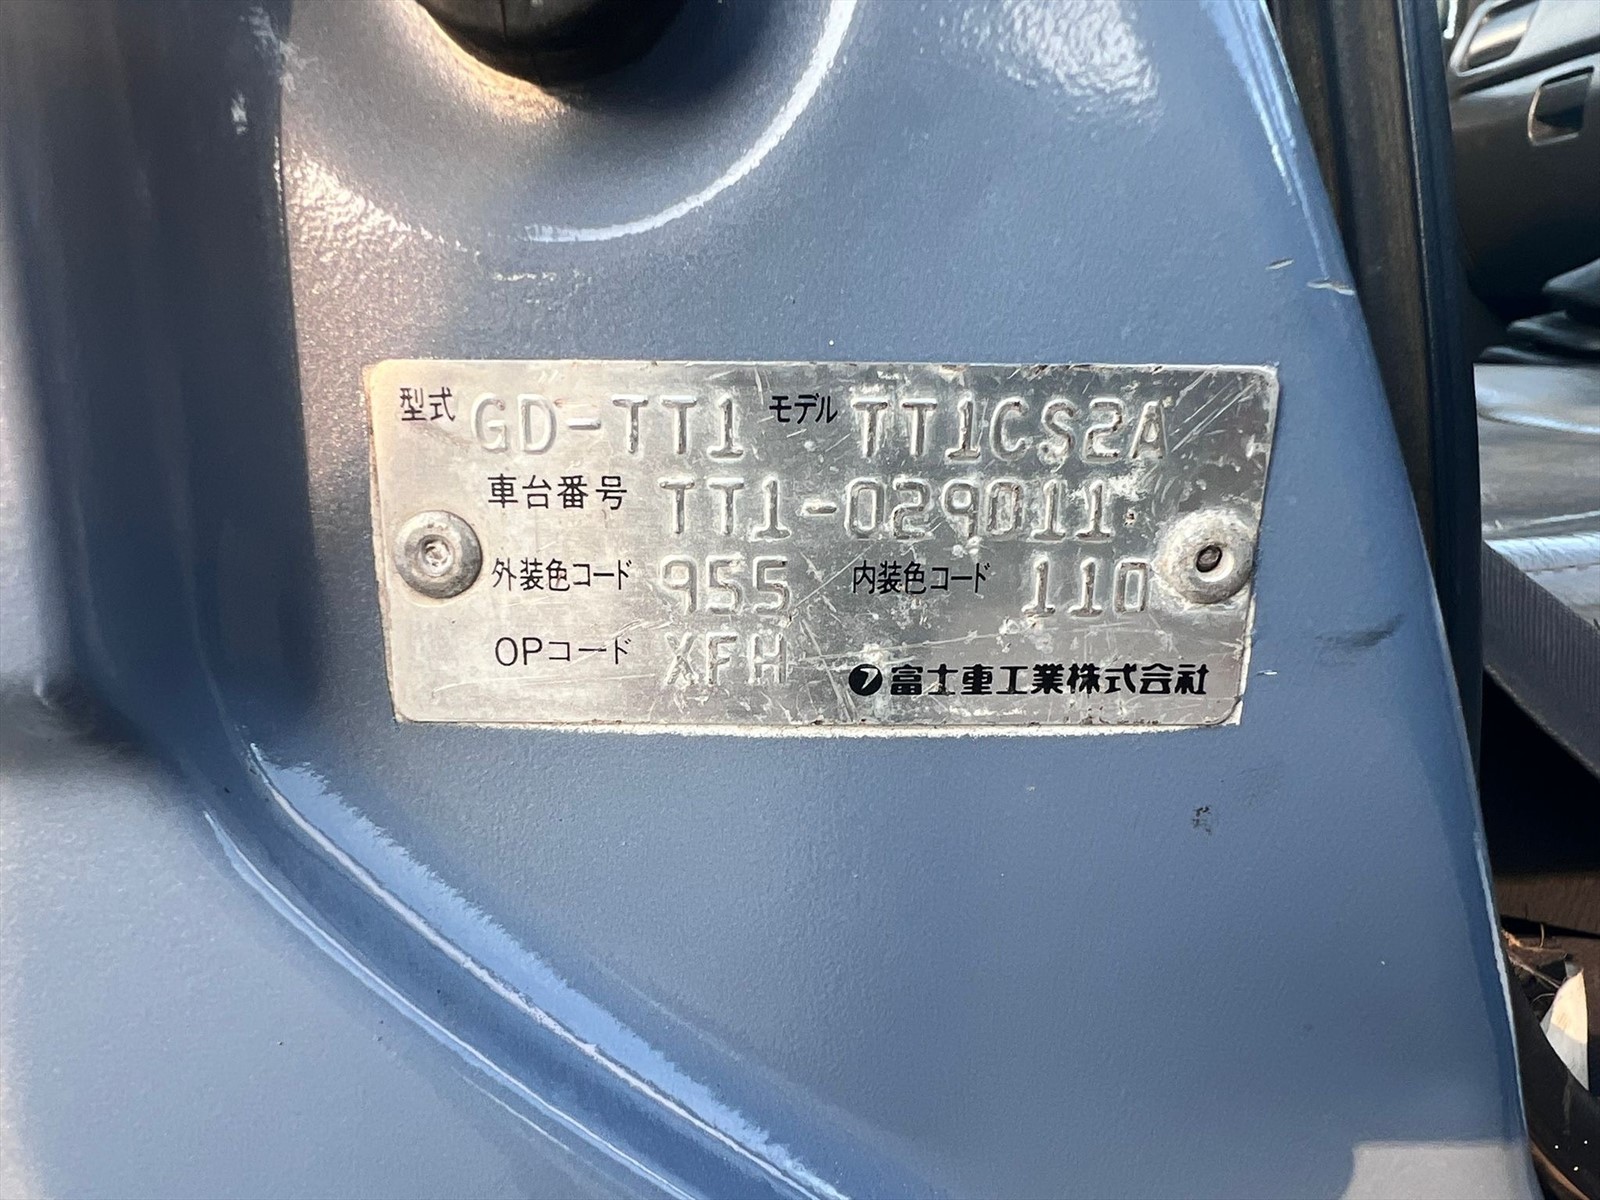 型式 GD-TT1 モデル TT1CS2A
車台番号 TT1-029011
外装色コード 955 内装色コード 110
OPコード XFH フ 富士重工業株式会社